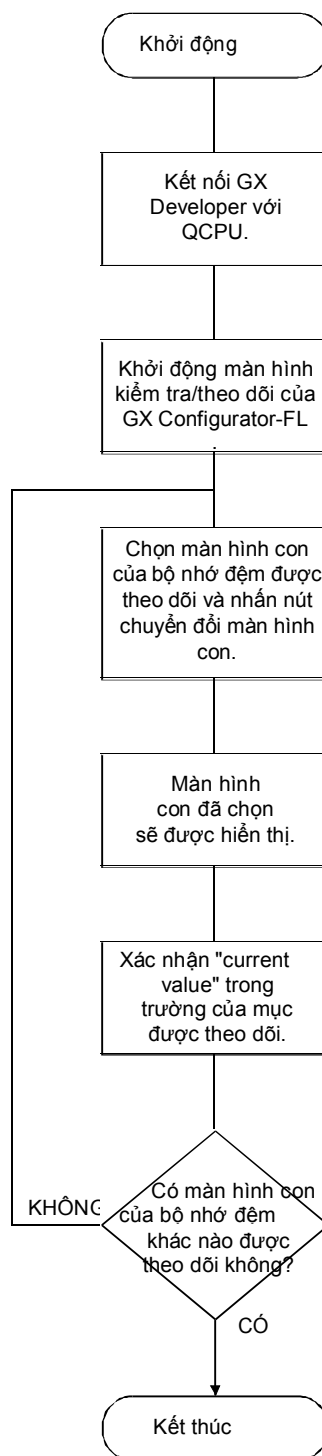 Khởi động
Kết nối GX
Developer với
QCPU.
Khởi động màn hình
kiểm tra/theo dõi của
GX Configurator-FL
.
Chọn màn hình con
của bộ nhớ đệm được
theo dõi và nhấn nút
chuyển đổi màn hình
con.
Màn hình
con đã chọn
sẽ được hiển thị.
Xác nhận "current
value" trong
trường của mục
được theo dõi.
Có màn hình con
của bộ nhớ đệm
khác nào được
theo dõi không?
KHÔNG
CÓ
Kết thúc